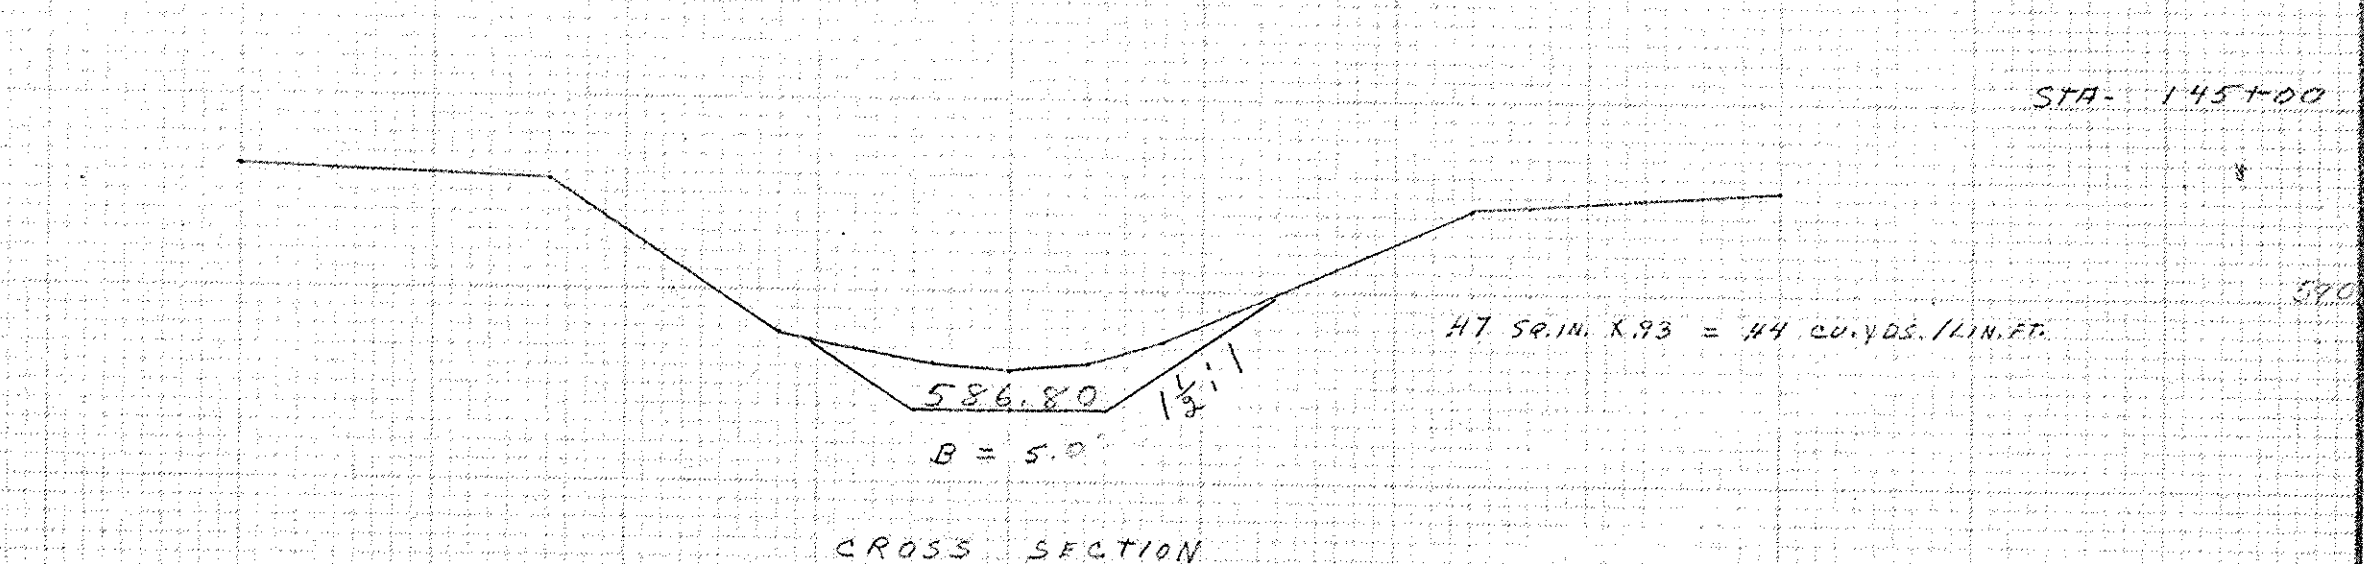 STA- 145+00
590
.47 SQ.IN. X .93 = .44 CU.YDS./LIN.FT.
586.80
1½:1
B = 5.0'
CROSS SECTION